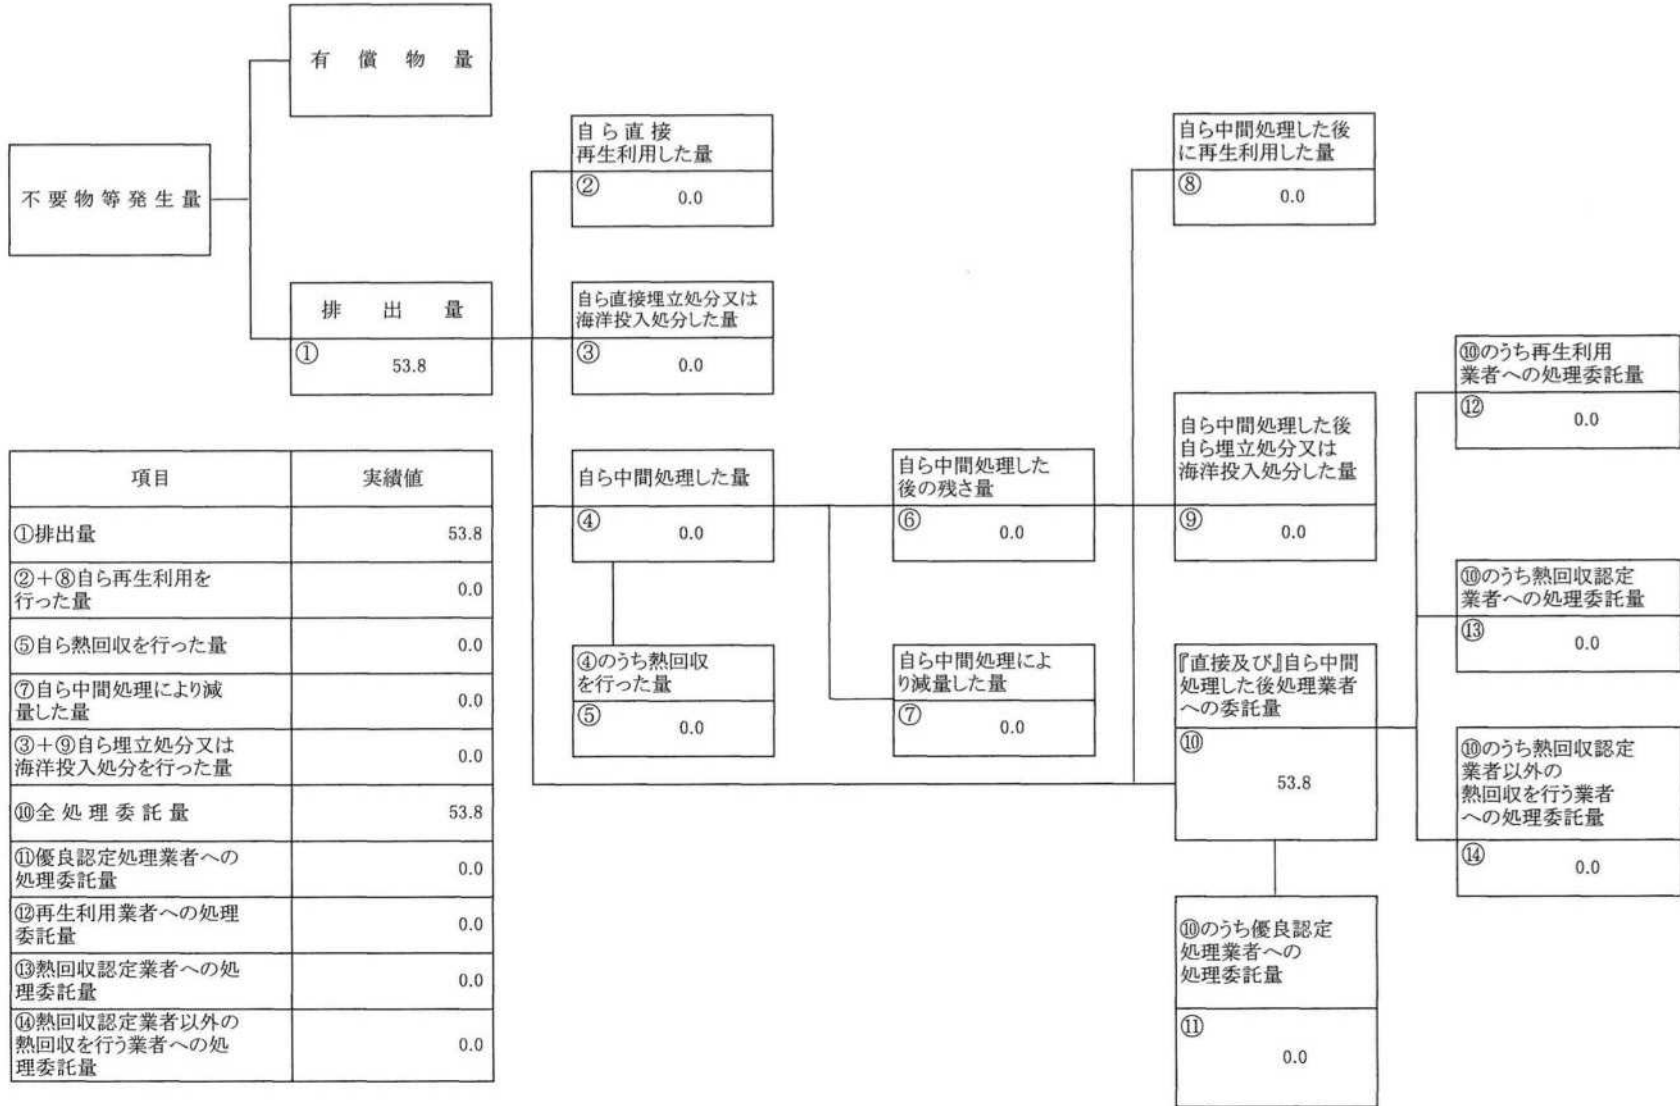 有償物量
不要物等発生量
排出量
①
53.8
自ら直接
再生利用した量
②
0.0
自ら直接埋立処分又は
海洋投入処分した量
③
0.0
自ら中間処理した量
④
0.0
④のうち熱回収
を行った量
⑤
0.0
自ら中間処理した
後の残さ量
⑥
0.0
自ら中間処理によ
り減量した量
⑦
0.0
自ら中間処理した後
に再生利用した量
⑧
0.0
自ら中間処理した後
自ら埋立処分又は
海洋投入処分した量
⑨
0.0
『直接及び』自ら中間
処理した後処理業者
への委託量
⑩
53.8
⑩のうち優良認定
処理業者への
処理委託量
⑪
0.0
⑩のうち再生利用
業者への処理委託量
⑫
0.0
⑩のうち熱回収認定
業者への処理委託量
⑬
0.0
⑩のうち熱回収認定
業者以外の
熱回収を行う業者
への処理委託量
⑭
0.0
項目 実績値
①排出量 53.8
②+⑧自ら再生利用を
行った量 0.0
⑤自ら熱回収を行った量 0.0
⑦自ら中間処理により減
量した量 0.0
③+⑨自ら埋立処分又は
海洋投入処分を行った量 0.0
⑩全処理委託量 53.8
⑪優良認定処理業者への
処理委託量 0.0
⑫再生利用業者への処理
委託量 0.0
⑬熱回収認定業者への処
理委託量 0.0
⑭熱回収認定業者以外の
熱回収を行う業者への処
理委託量 0.0